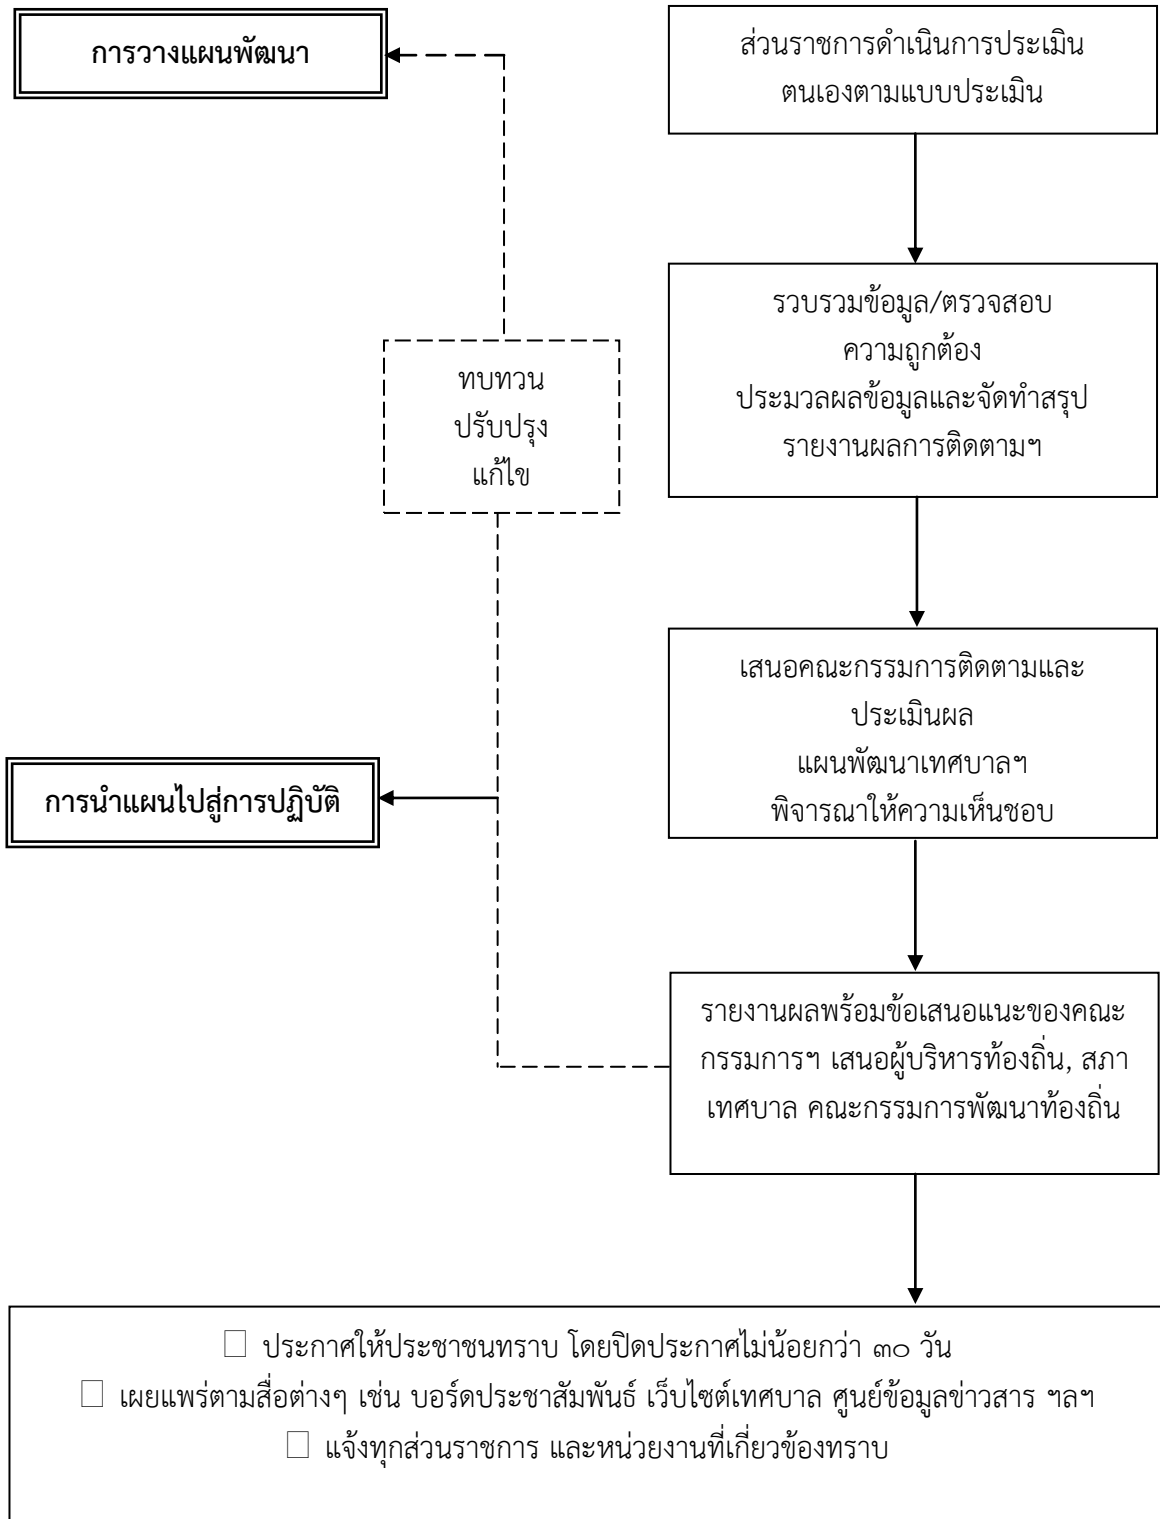 การวางแผนพัฒนา
ส่วนราชการดำเนินการประเมิน
ตนเองตามแบบประเมิน
รวบรวมข้อมูล/ตรวจสอบ
ความถูกต้อง
ประมวลผลข้อมูลและจัดทำสรุป
รายงานผลการติดตามฯ
ทบทวน
ปรับปรุง
แก้ไข
เสนอคณะกรรมการติดตามและ
ประเมินผล
แผนพัฒนาเทศบาลฯ
พิจารณาให้ความเห็นชอบ
การนำแผนไปสู่การปฏิบัติ
รายงานผลพร้อมข้อเสนอแนะของคณะ
กรรมการฯ เสนอผู้บริหารท้องถิ่น, สภา
เทศบาล คณะกรรมการพัฒนาท้องถิ่น
ประกาศให้ประชาชนทราบ โดยปิดประกาศไม่น้อยกว่า ๓๐ วัน
เผยแพร่ตามสื่อต่างๆ เช่น บอร์ดประชาสัมพันธ์ เว็บไซต์เทศบาล ศูนย์ข้อมูลข่าวสาร ฯลฯ
แจ้งทุกส่วนราชการ และหน่วยงานที่เกี่ยวข้องทราบ